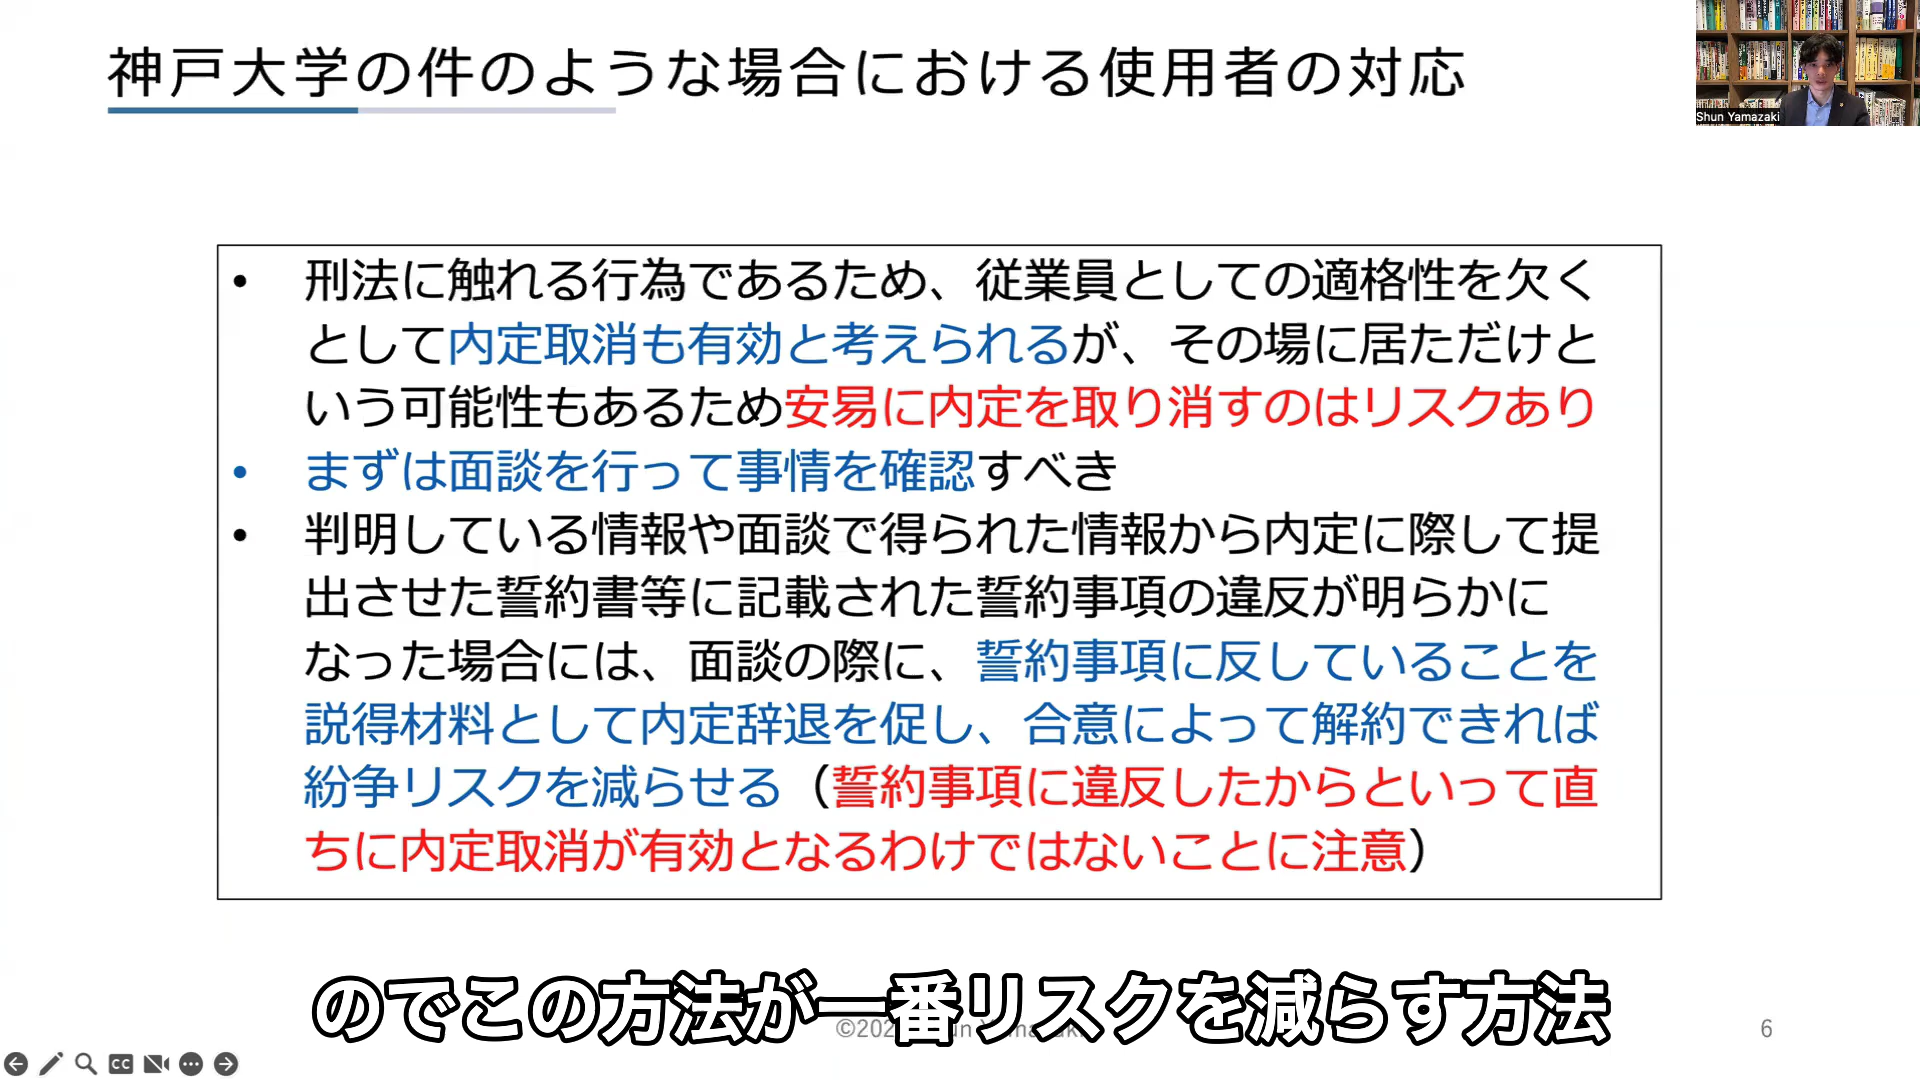 神戸大学の件のような場合における使用者の対応
Shun Yamazaki
• 刑法に触れる行為であるため、従業員としての適格性を欠く
として内定取消も有効と考えられるが、その場に居ただけと
いう可能性もあるため安易に内定を取り消すのはリスクあり
• まずは面談を行って事情を確認すべき
• 判明している情報や面談で得られた情報から内定に際して提
出させた誓約書等に記載された誓約事項の違反が明らかに
なった場合には、面談の際に、誓約事項に反していることを
説得材料として内定辞退を促し、合意によって解約できれば
紛争リスクを減らせる（誓約事項に違反したからといって直
ちに内定取消が有効となるわけではないことに注意）
のでこの方法が一番リスクを減らす方法
6
CC